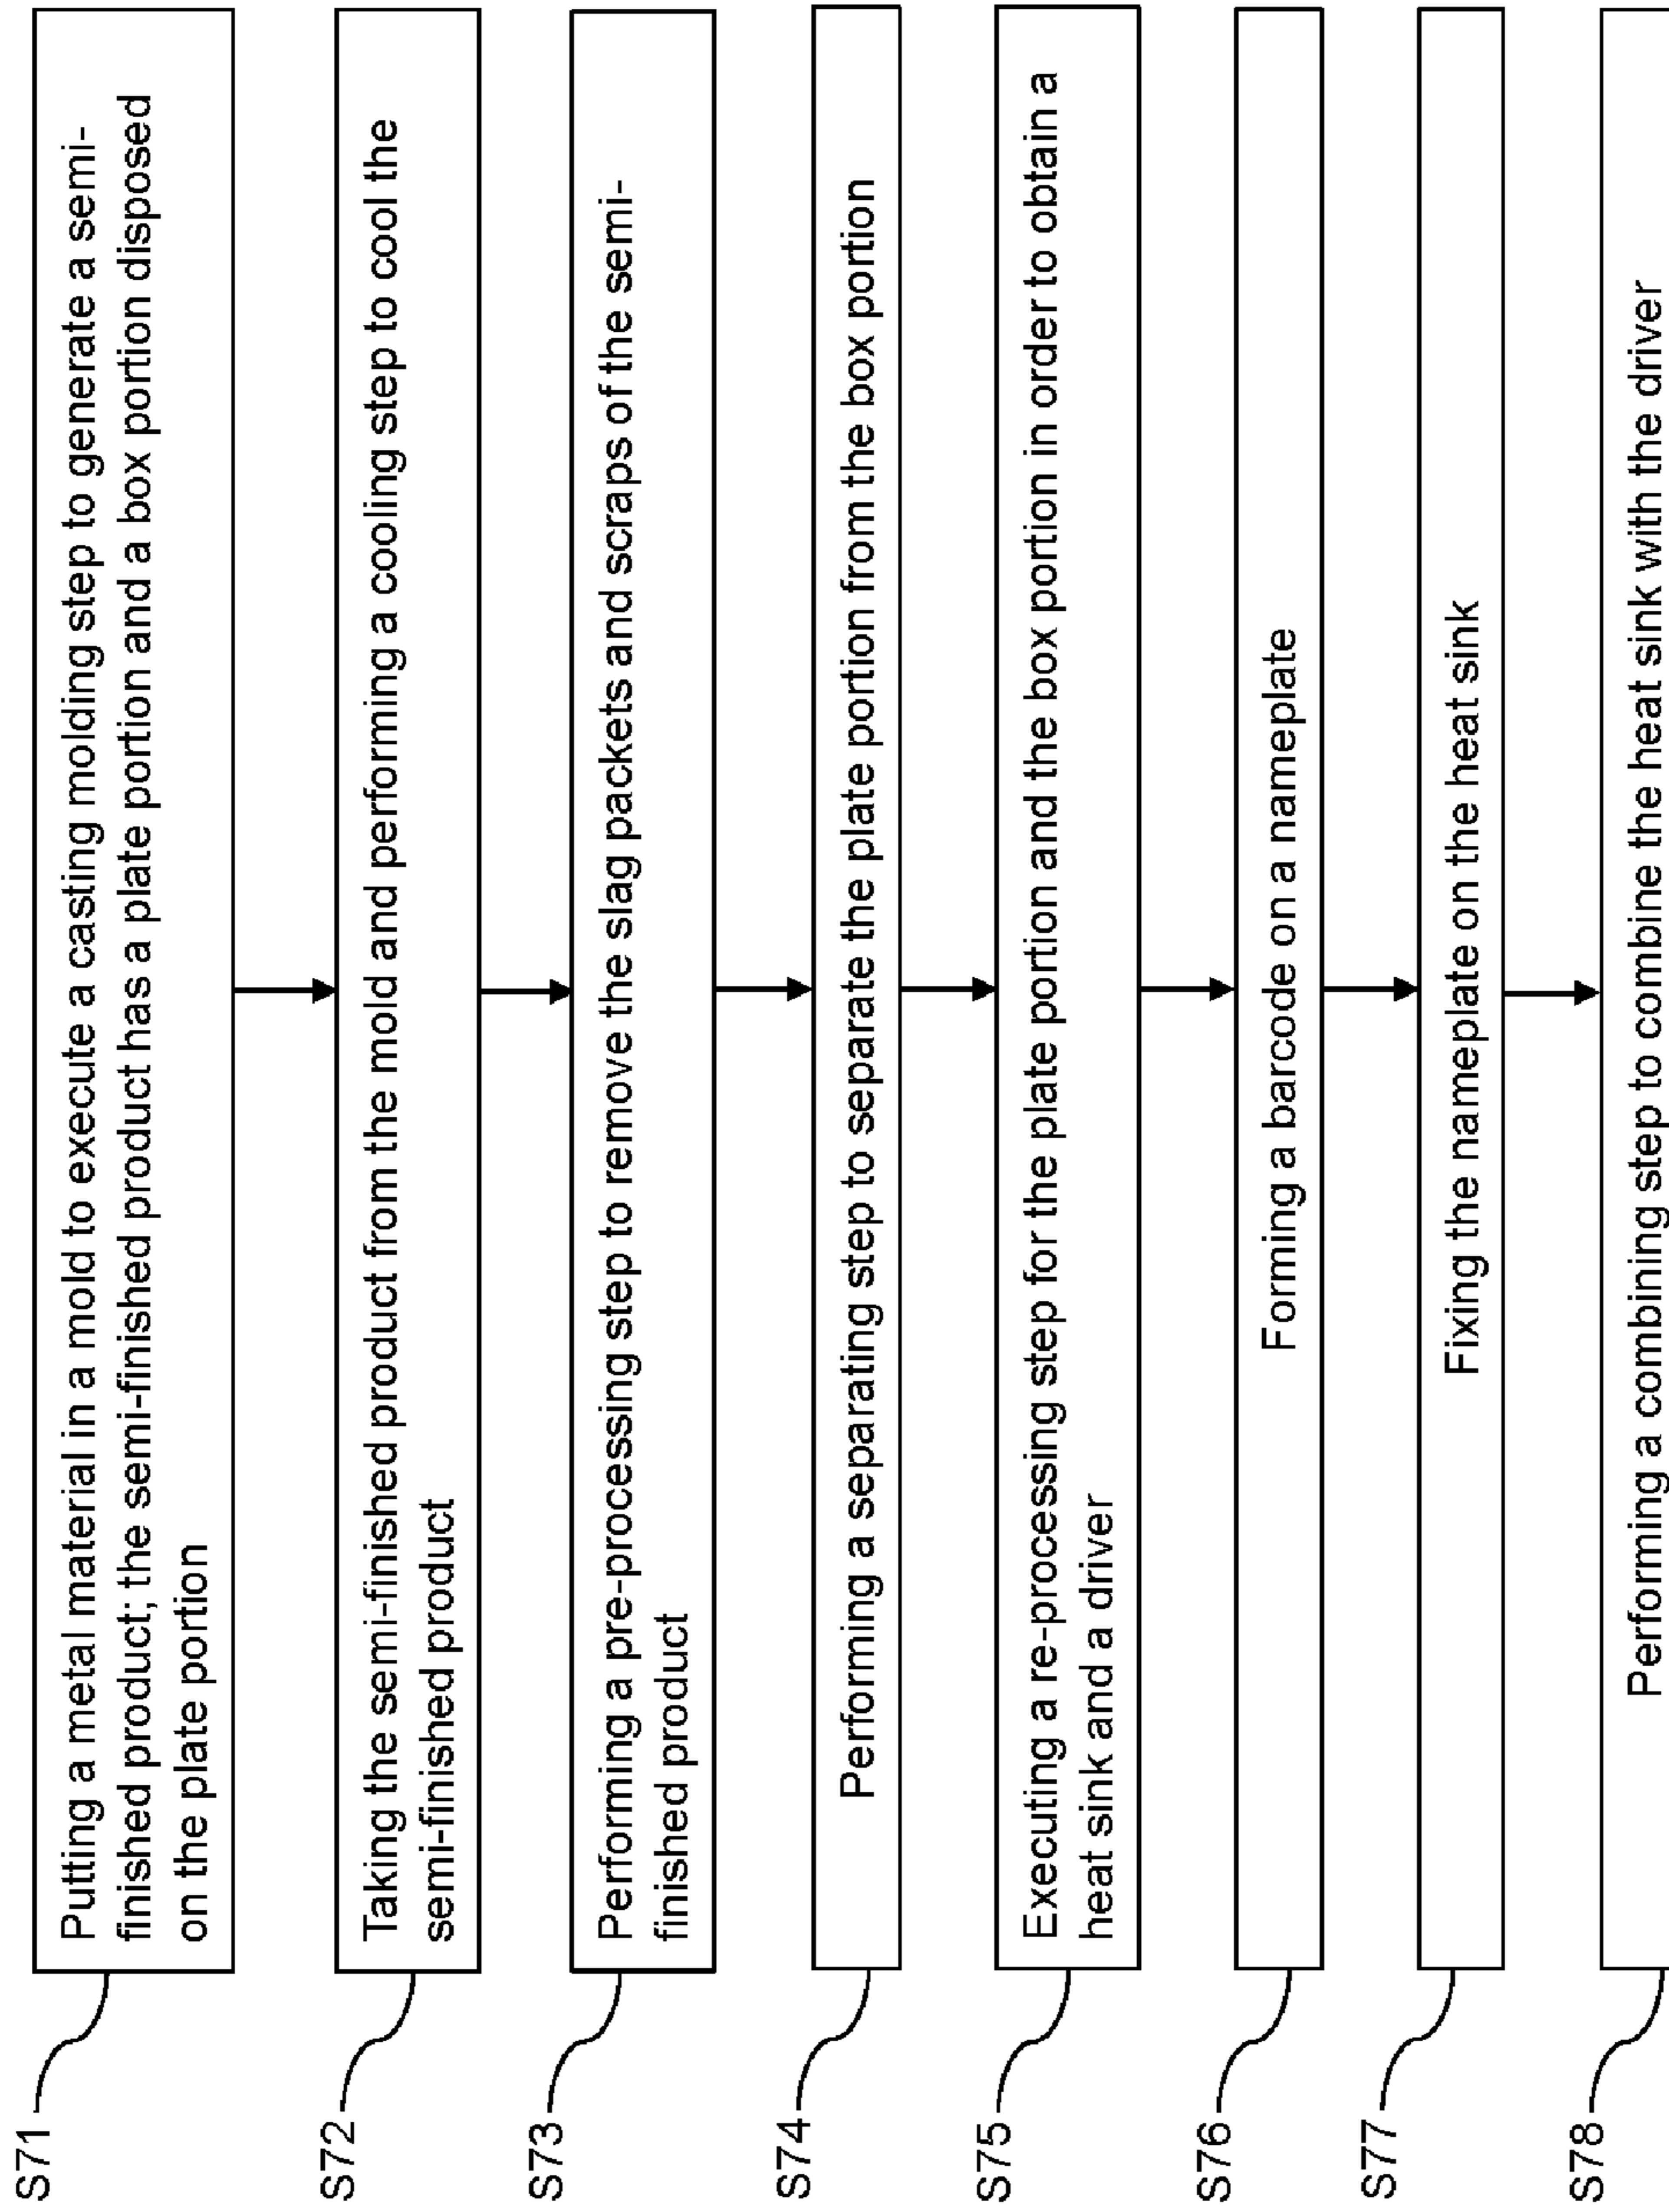 S71
Putting a metal material in a mold to execute a casting molding step to generate a semi-
finished product; the semi-finished product has a plate portion and a box portion disposed
on the plate portion
S72
Taking the semi-finished product from the mold and performing a cooling step to cool the
semi-finished product
S73
Performing a pre-processing step to remove the slag packets and scraps of the semi-
finished product
S74
Performing a separating step to separate the plate portion from the box portion
S75
Executing a re-processing step for the plate portion and the box portion in order to obtain a
heat sink and a driver
S76
Forming a barcode on a nameplate
S77
Fixing the nameplate on the heat sink
S78
Performing a combining step to combine the heat sink with the driver